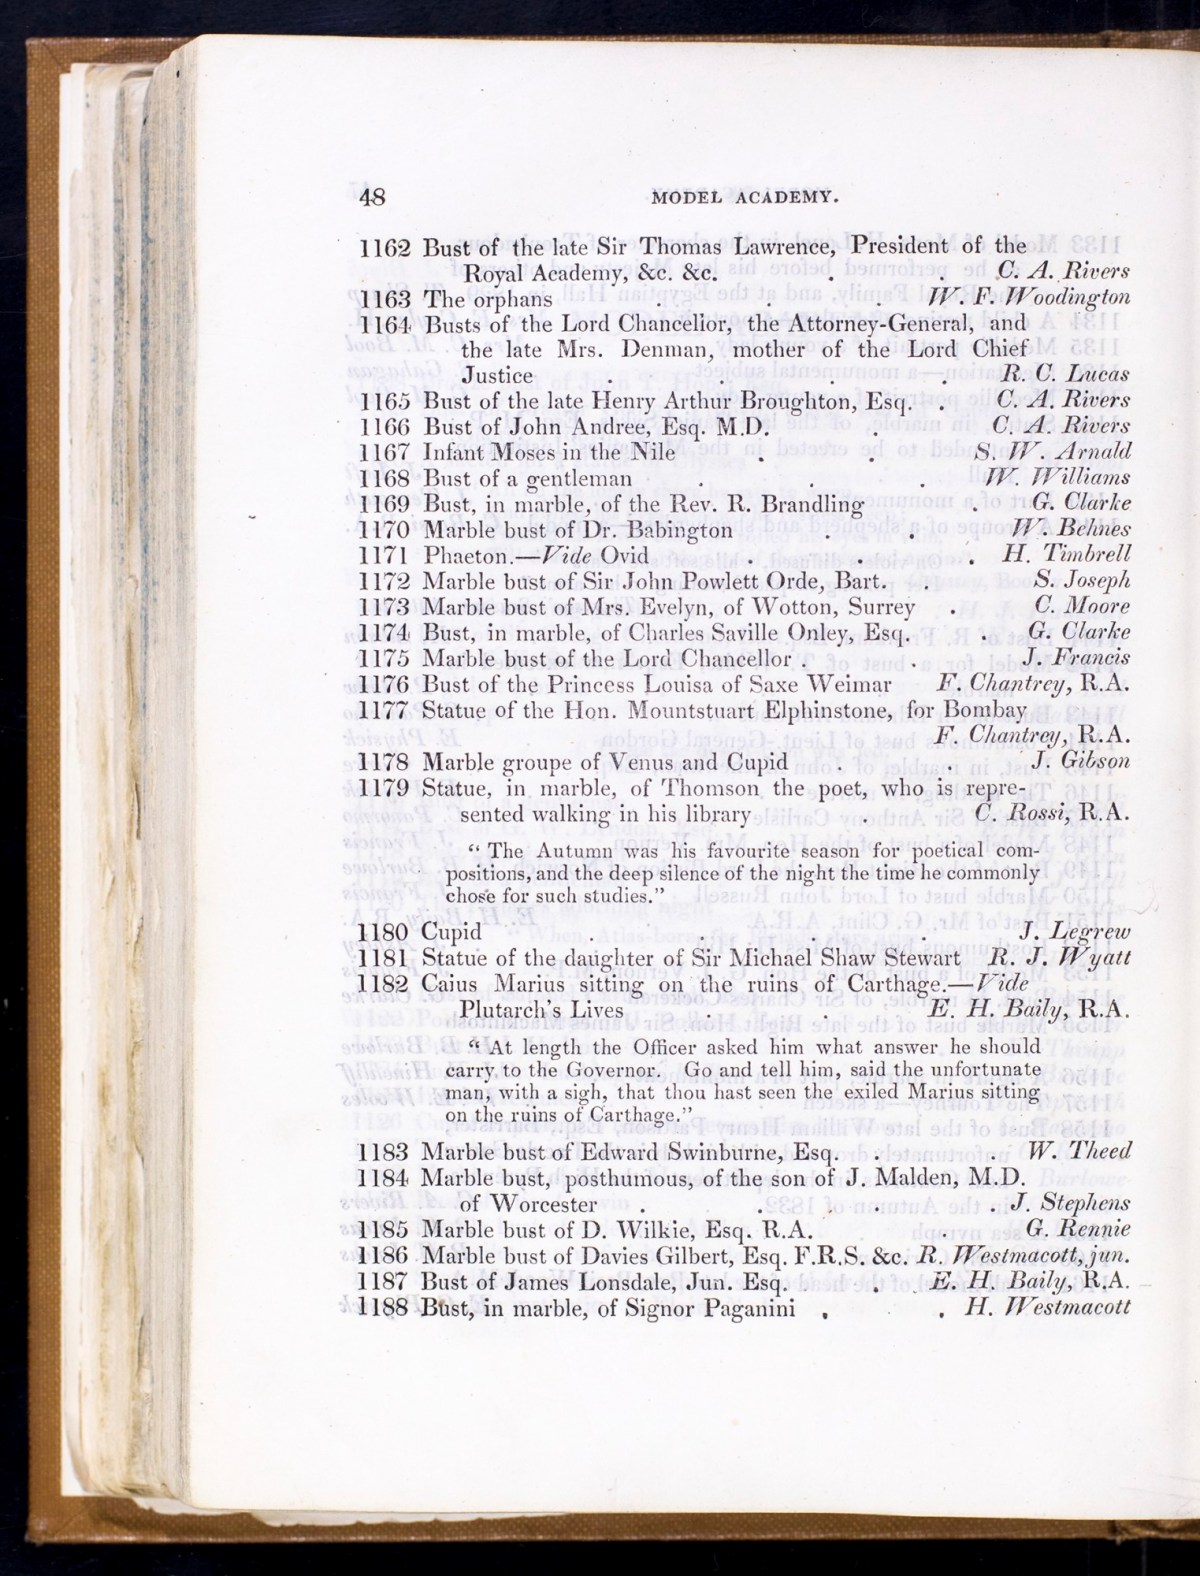 48 MODEL ACADEMY.
1162 Bust of the late Sir Thomas Lawrence, President of the
Royal Academy, &c. &c. . . C. A. Rivers
1163 The orphans . . . W. F. Woodington
1164 Busts of the Lord Chancellor, the Attorney-General, and
the late Mrs. Denman, mother of the Lord Chief
Justice . . . . R. C. Lucas
1165 Bust of the late Henry Arthur Broughton, Esq. . C. A. Rivers
1166 Bust of John Andree, Esq. M.D. . C. A. Rivers
1167 Infant Moses in the Nile . . S. W. Arnald
1168 Bust of a gentleman . . . W. Williams
1169 Bust, in marble, of the Rev. R. Brandling . G. Clarke
1170 Marble bust of Dr. Babington . . W. Behnes
1171 Phaeton.—Vide Ovid . . . H. Timbrell
1172 Marble bust of Sir John Powlett Orde, Bart. . S. Joseph
1173 Marble bust of Mrs. Evelyn, of Wotton, Surrey . C. Moore
1174 Bust, in marble, of Charles Saville Onley, Esq. . G. Clarke
1175 Marble bust of the Lord Chancellor . . J. Francis
1176 Bust of the Princess Louisa of Saxe Weimar F. Chantrey, R.A.
1177 Statue of the Hon. Mountstuart Elphinstone, for Bombay
F. Chantrey, R.A.
1178 Marble groupe of Venus and Cupid . . J. Gibson
1179 Statue, in marble, of Thomson the poet, who is repre-
sented walking in his library . C. Rossi, R.A.
“ The Autumn was his favourite season for poetical com-
positions, and the deep silence of the night the time he commonly
chose for such studies.”
1180 Cupid . . . . J. Legrew
1181 Statue of the daughter of Sir Michael Shaw Stewart R. J. Wyatt
1182 Caius Marius sitting on the ruins of Carthage.—Vide
Plutarch's Lives . . E. H. Baily, R.A.
“ At length the Officer asked him what answer he should
carry to the Governor. Go and tell him, said the unfortunate
man, with a sigh, that thou hast seen the exiled Marius sitting
on the ruins of Carthage.”
1183 Marble bust of Edward Swinburne, Esq. . . W. Theed
1184 Marble bust, posthumous, of the son of J. Malden, M.D.
of Worcester . . . . J. Stephens
1185 Marble bust of D. Wilkie, Esq. R.A. . G. Rennie
1186 Marble bust of Davies Gilbert, Esq. F.R.S. &c. R. Westmacott, jun.
1187 Bust of James Lonsdale, Jun. Esq. . . E. H. Baily, R.A.
1188 Bust, in marble, of Signor Paganini . . H. Westmacott